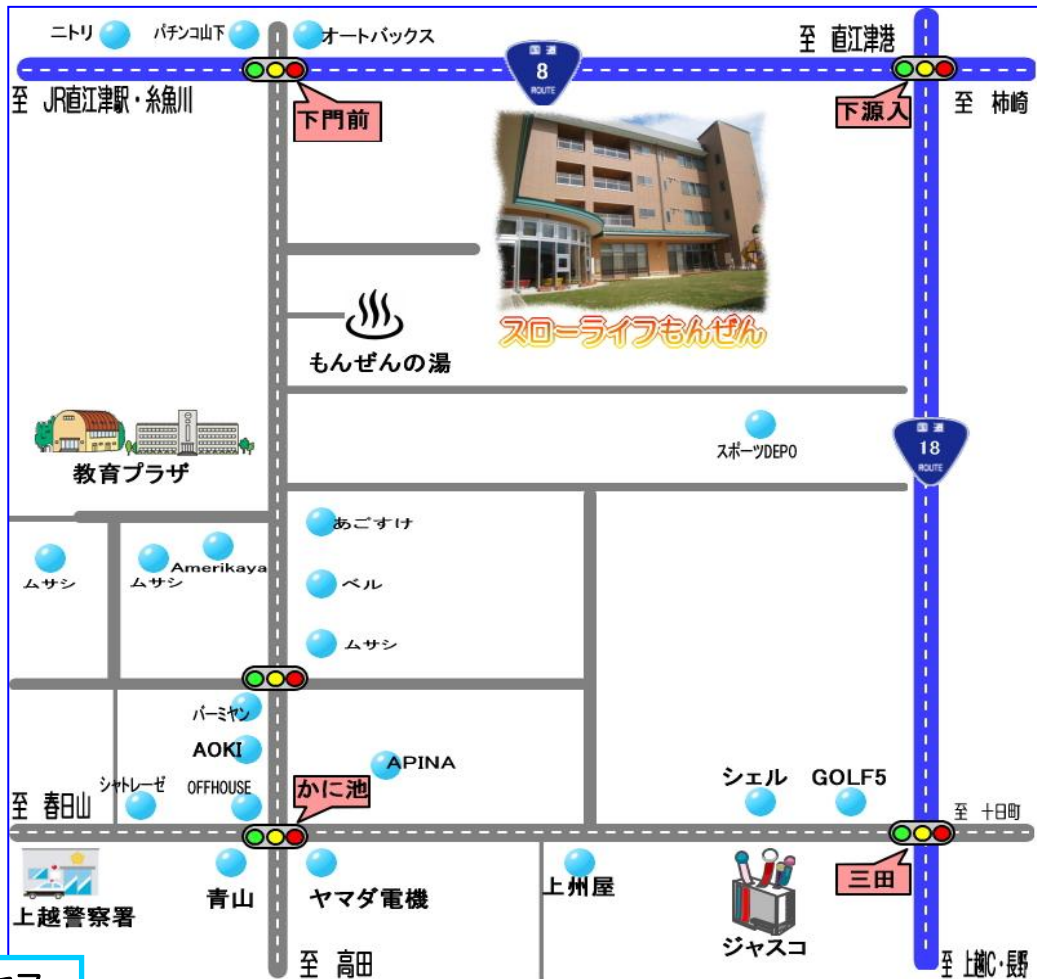 ニトリ
パチンコ山下
オートバックス
至 直江津港
国道
8
ROUTE
至 JR直江津駅・糸魚川
下門前
下源入
至 柿崎
スローライフもんぜん
もんぜんの湯
教育プラザ
スポーツDEPO
国道
18
ROUTE
あごすけ
ムサシ
ムサシ
Amerikaya
ベル
ムサシ
バーミヤン
AOKI
APINA
シャトレーゼ
OFFHOUSE
かに池
シェル
GOLF5
至 春日山
至 十日町
上越警察署
青山
ヤマダ電機
上州屋
ジャスコ
三田
至 高田
至 上越IC・長野